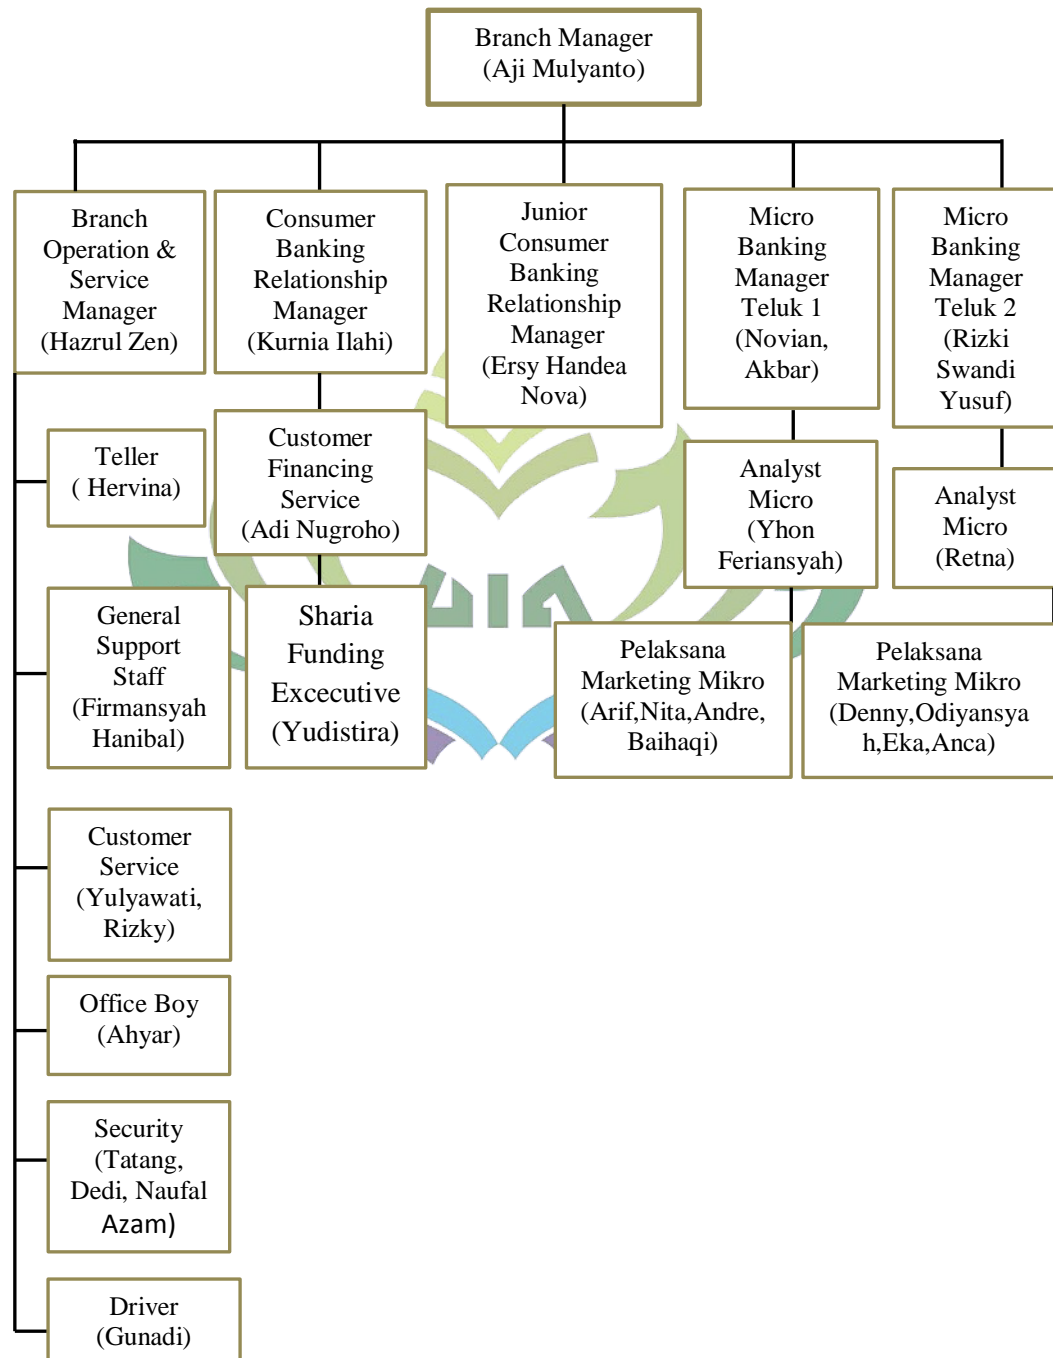 Branch Manager
(Aji Mulyanto)
Branch
Operation &
Service
Manager
(Hazrul Zen)
Consumer
Banking
Relationship
Manager
(Kurnia Ilahi)
Junior
Consumer
Banking
Relationship
Manager
(Ersy Handea
Nova)
Micro
Banking
Manager
Teluk 1
(Novian,
Akbar)
Micro
Banking
Manager
Teluk 2
(Rizki
Swandi
Yusuf)
Teller
( Hervina)
Customer
Financing
Service
(Adi Nugroho)
Analyst
Micro
(Yhon
Feriansyah)
Analyst
Micro
(Retna)
General
Support
Staff
(Firmansyah
Hanibal)
Sharia
Funding
Excecutive
(Yudistira)
Pelaksana
Marketing Mikro
(Arif,Nita,Andre,
Baihaqi)
Pelaksana
Marketing Mikro
(Denny,Odiyansya
h,Eka,Anca)
Customer
Service
(Yulyawati,
Rizky)
Office Boy
(Ahyar)
Security
(Tatang,
Dedi, Naufal
Azam)
Driver
(Gunadi)